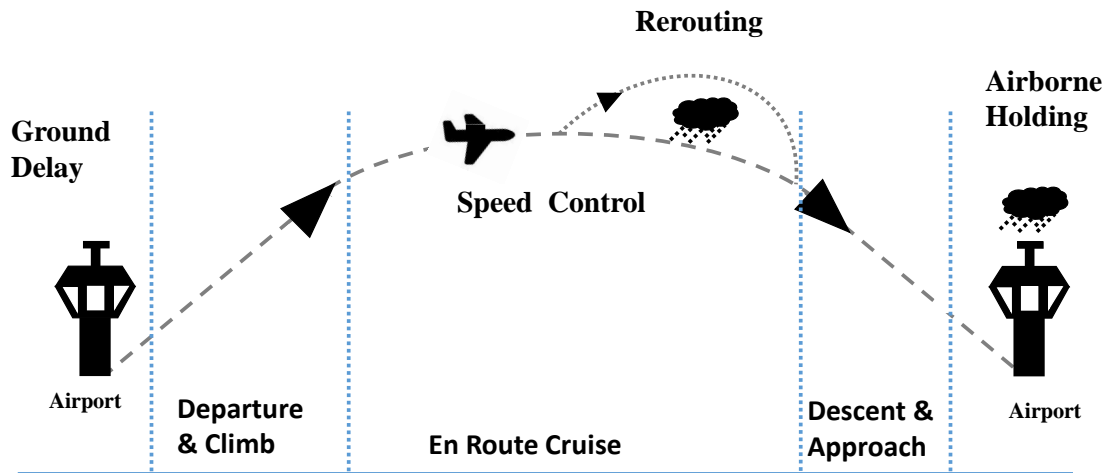 Rerouting
Airborne
Holding
Ground
Delay
Speed Control
Airport
Departure
& Climb
En Route Cruise
Descent &
Approach
Airport